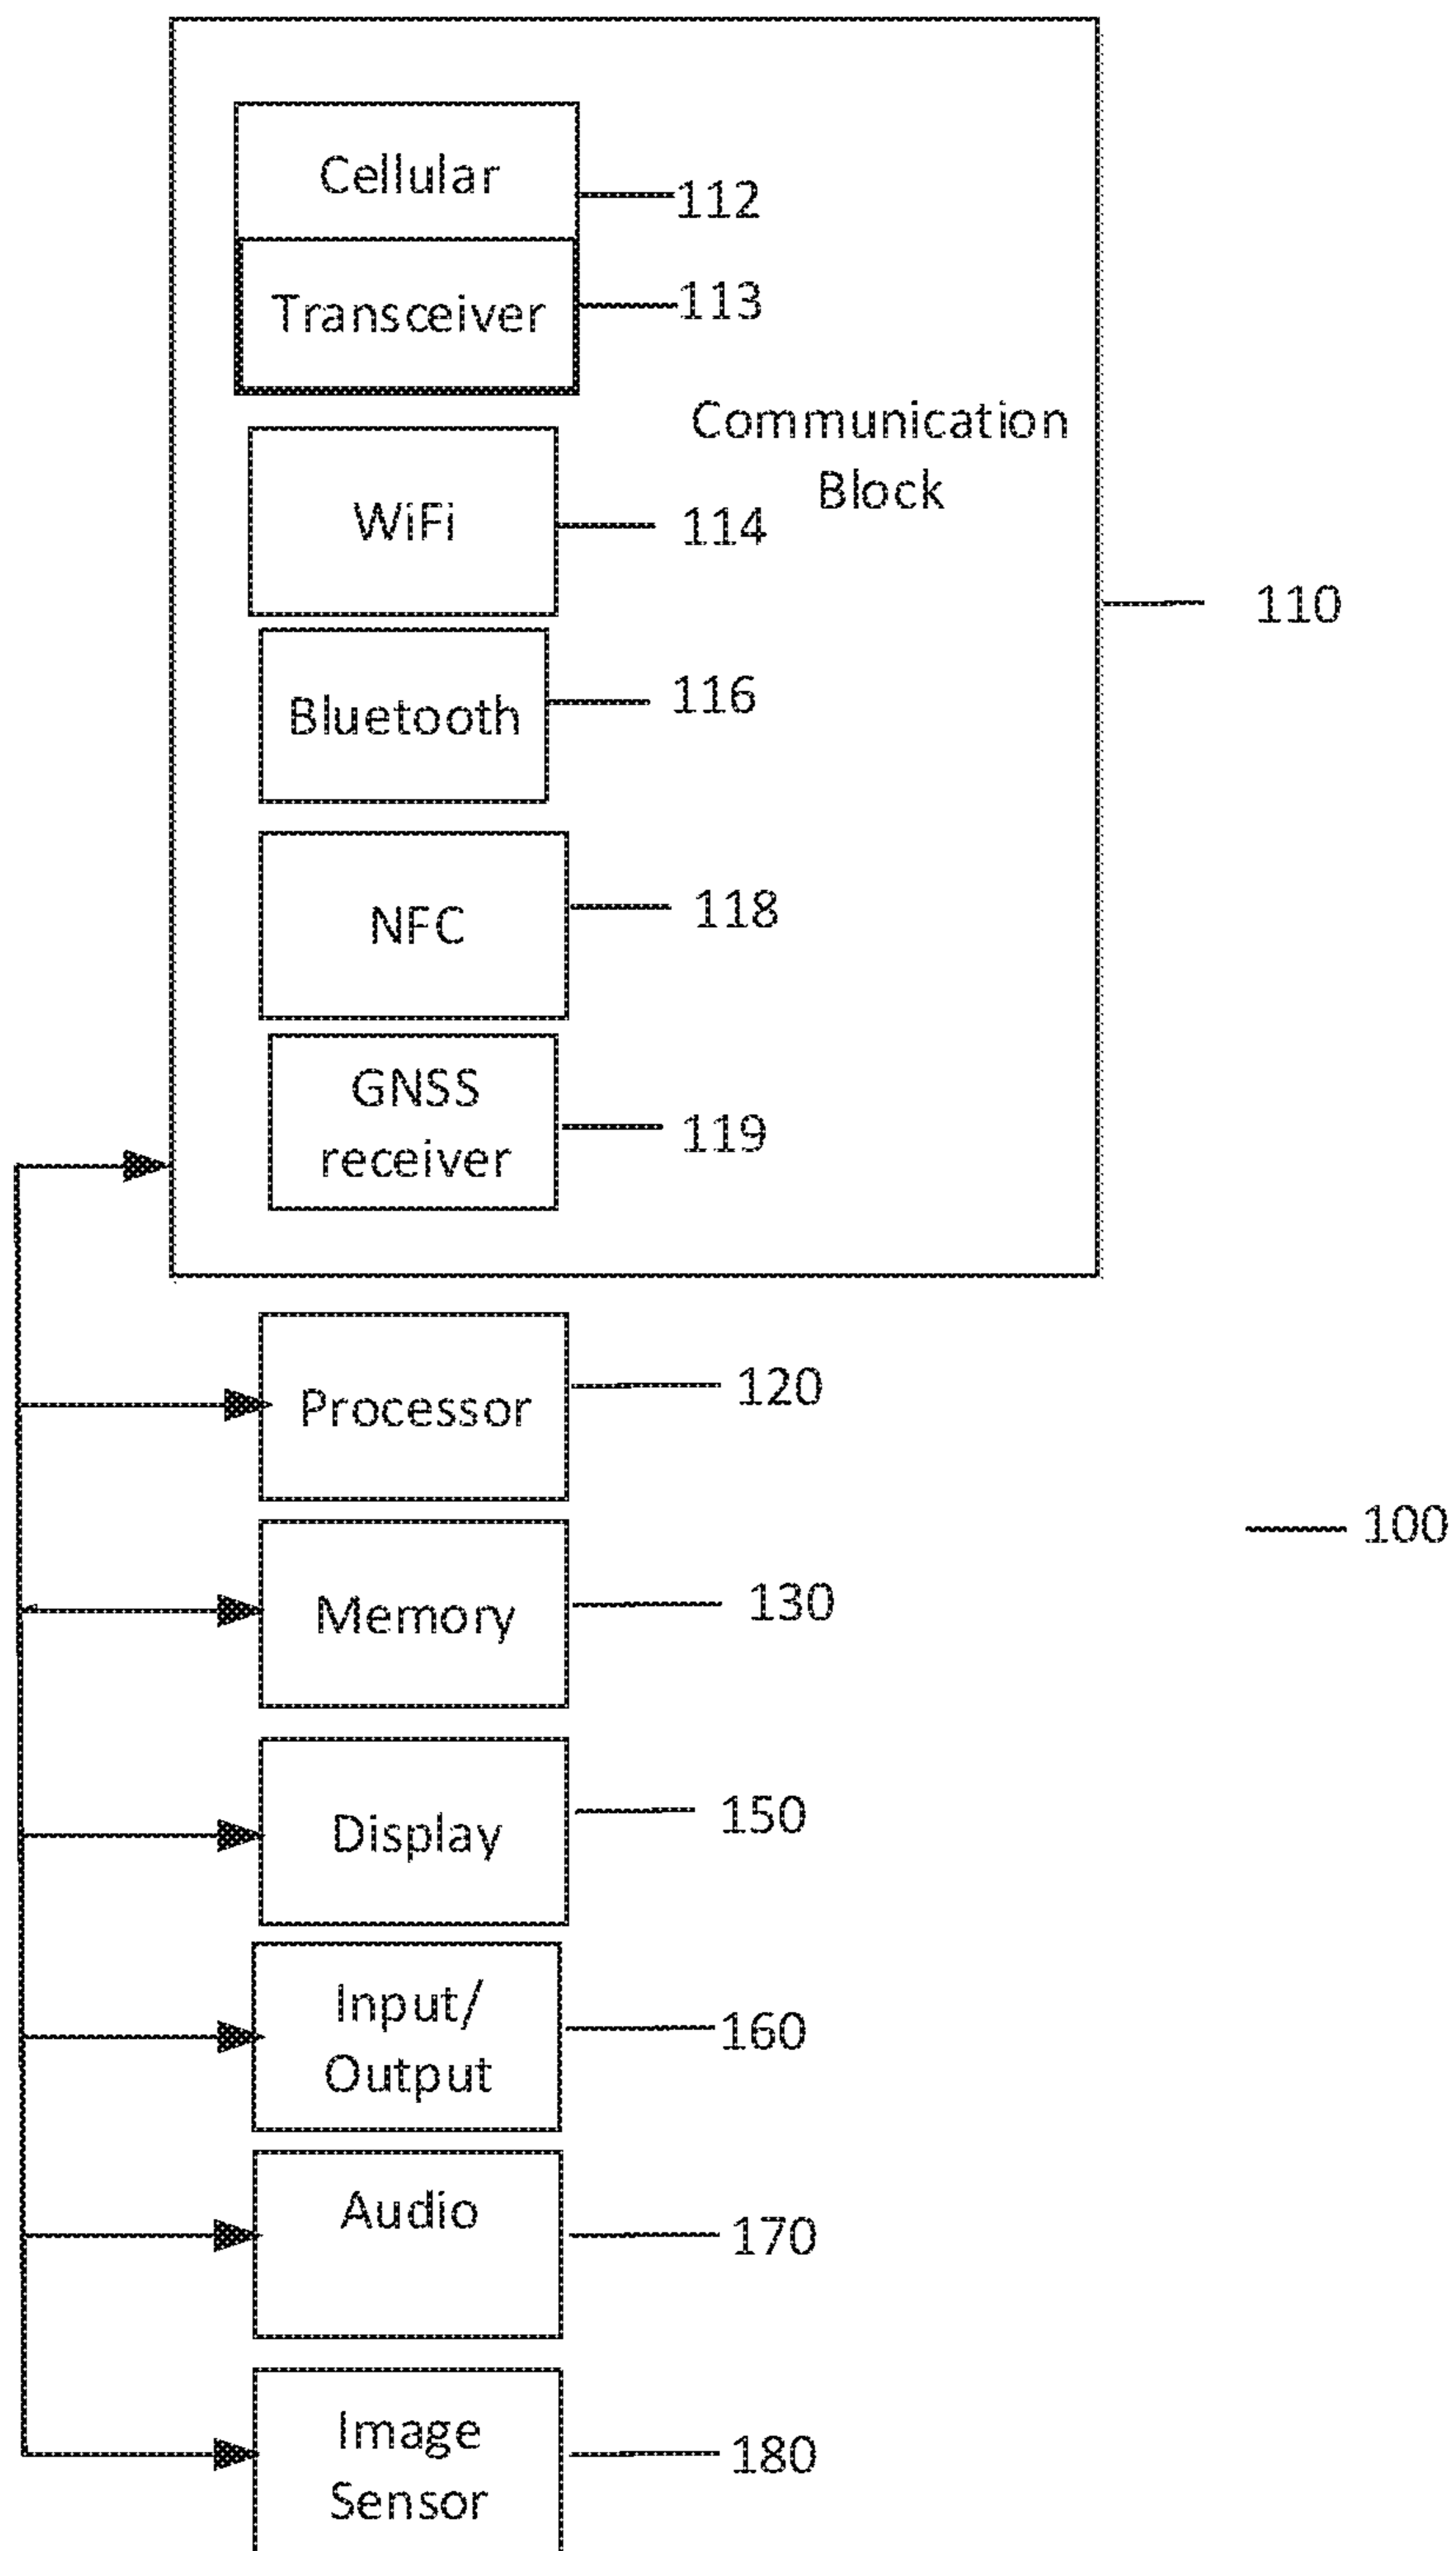 Cellular
112
Transceiver
113
Communication
Block
WiFi
114
110
Bluetooth
116
NFC
118
GNSS
receiver
119
Processor
120
100
Memory
130
Display
150
Input/
Output
160
Audio
170
Image
Sensor
180